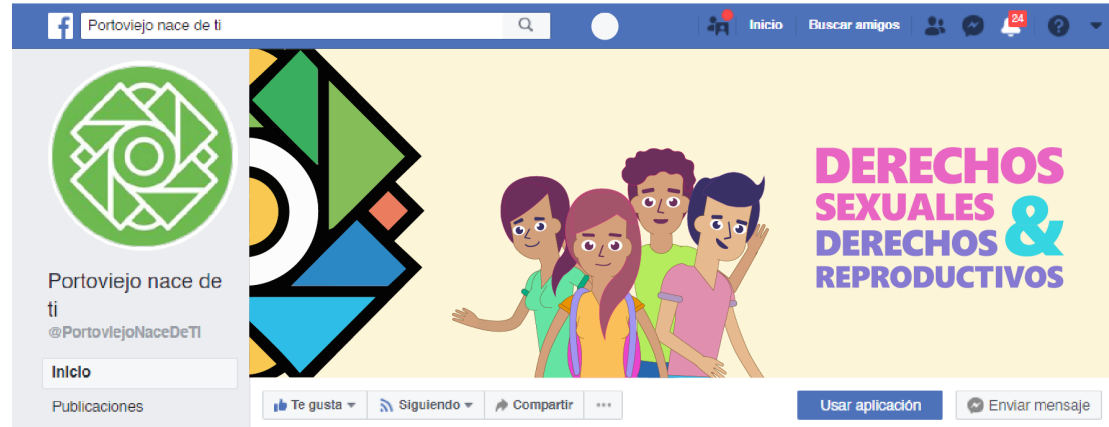 Portoviejo nace de ti
Inicio
Buscar amigos
24
DERECHOS
SEXUALES &
DERECHOS
REPRODUCTIVOS
Portoviejo nace de
ti
@PortoviejoNaceDeTI
Inicio
Publicaciones
Te gusta
Siguiendo
Compartir
Usar aplicación
Enviar mensaje